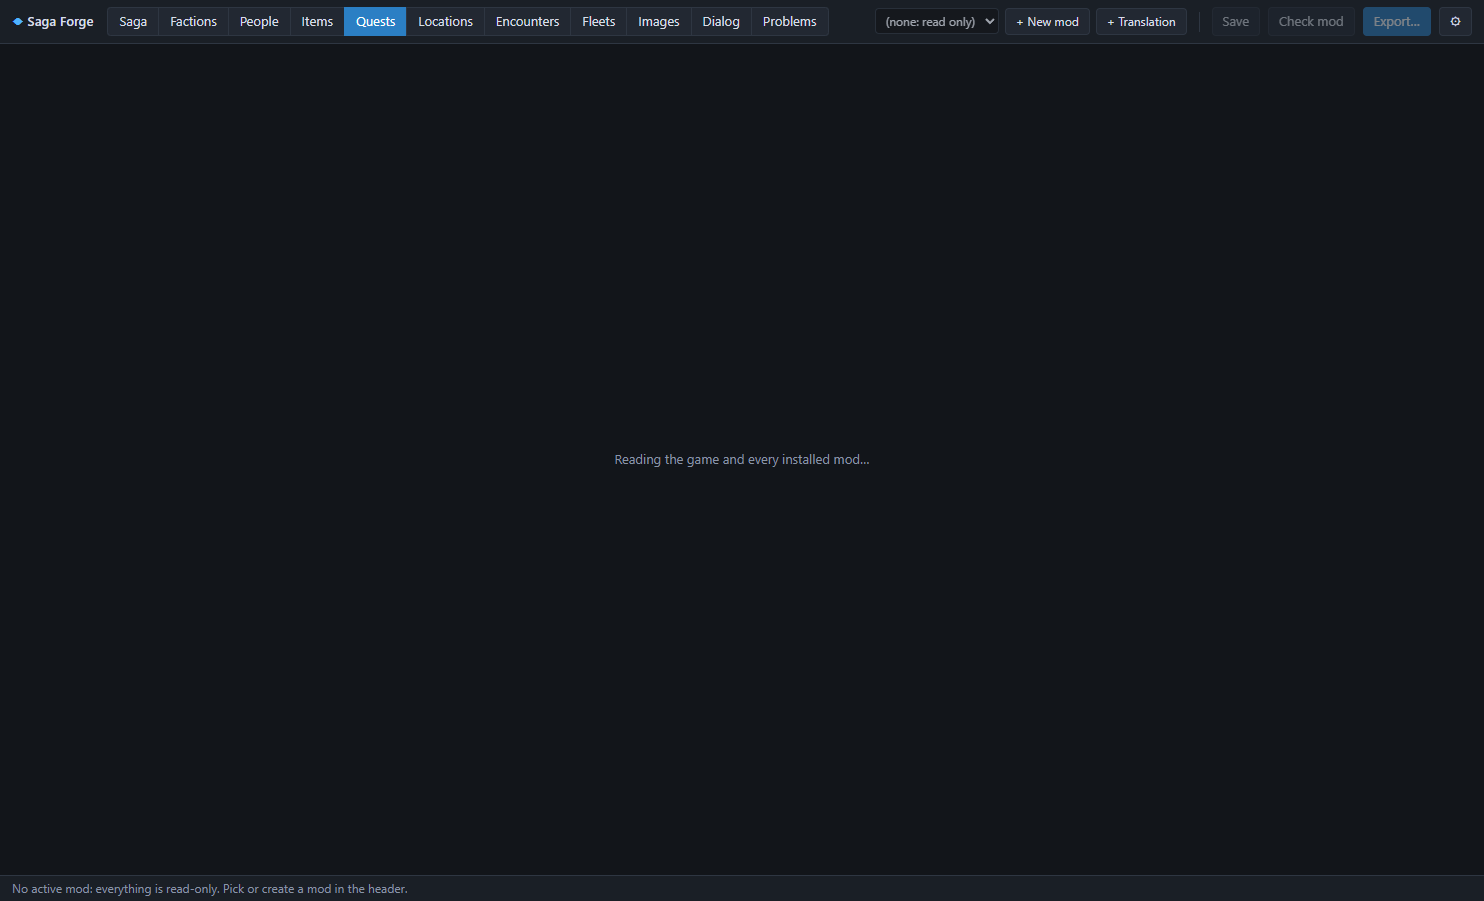 Saga Forge Saga Factions People Items Quests Locations Encounters Fleets Images Dialog Problems (none: read only) + New mod + Translation Save Check mod Export...
Reading the game and every installed mod...
No active mod: everything is read-only. Pick or create a mod in the header.